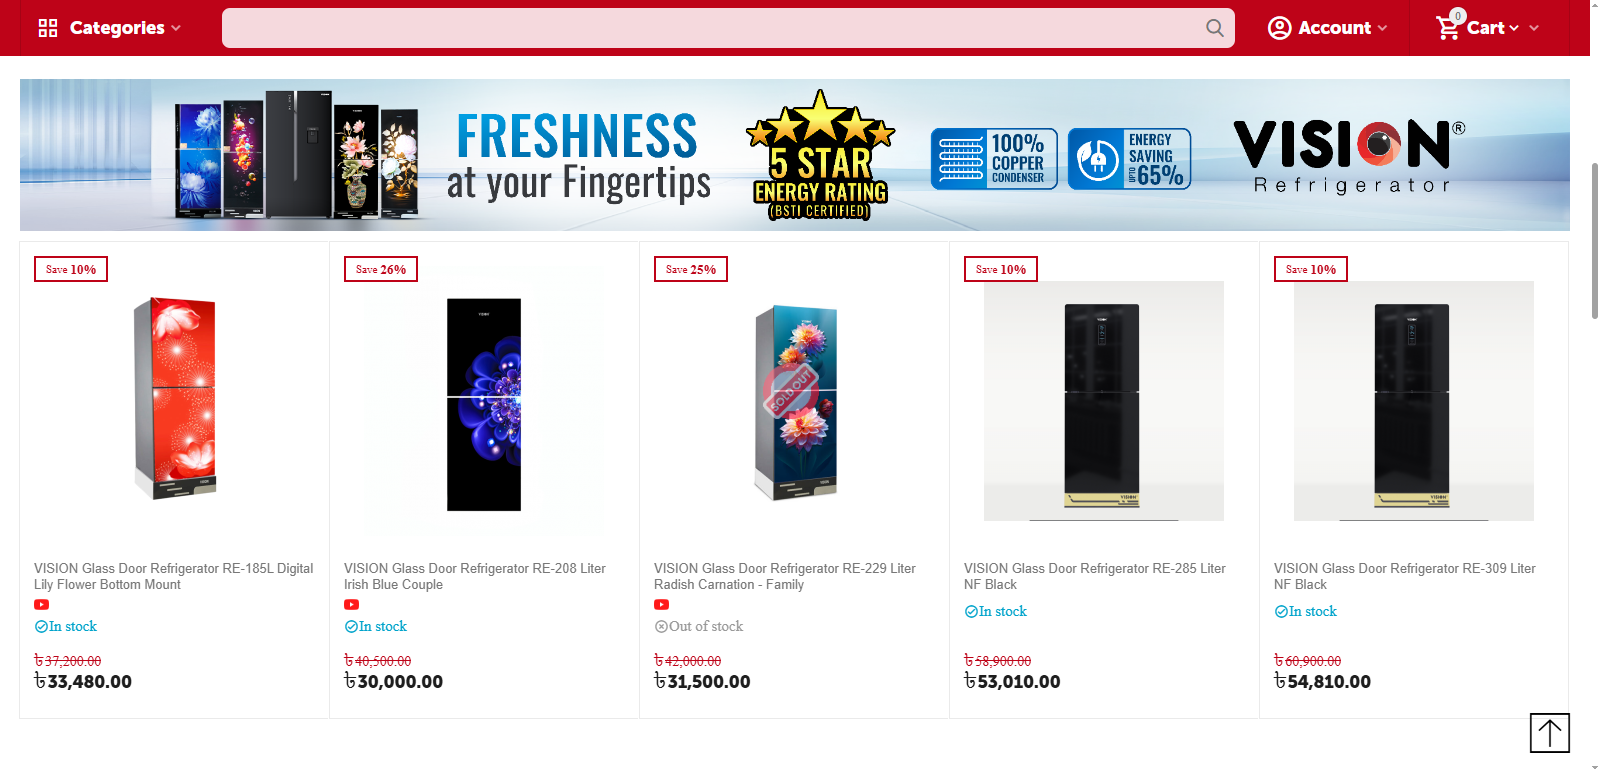 Categories
Account
0
Cart
FRESHNESS
at your Fingertips
5 STAR
ENERGY RATING
(BSTI CERTIFIED)
100%
COPPER
CONDENSER
ENERGY
SAVING
UPTO 65%
VISION®
Refrigerator
Save 10%
Save 26%
Save 25%
Save 10%
Save 10%
VISION
SOLD OUT
VISION
VISION
VISION
VISION
VISION Glass Door Refrigerator RE-185L Digital
Lily Flower Bottom Mount
In stock
৳37,200.00
৳33,480.00
VISION Glass Door Refrigerator RE-208 Liter
Irish Blue Couple
In stock
৳40,500.00
৳30,000.00
VISION Glass Door Refrigerator RE-229 Liter
Radish Carnation - Family
Out of stock
৳42,000.00
৳31,500.00
VISION Glass Door Refrigerator RE-285 Liter
NF Black
In stock
৳58,900.00
৳53,010.00
VISION Glass Door Refrigerator RE-309 Liter
NF Black
In stock
৳60,900.00
৳54,810.00